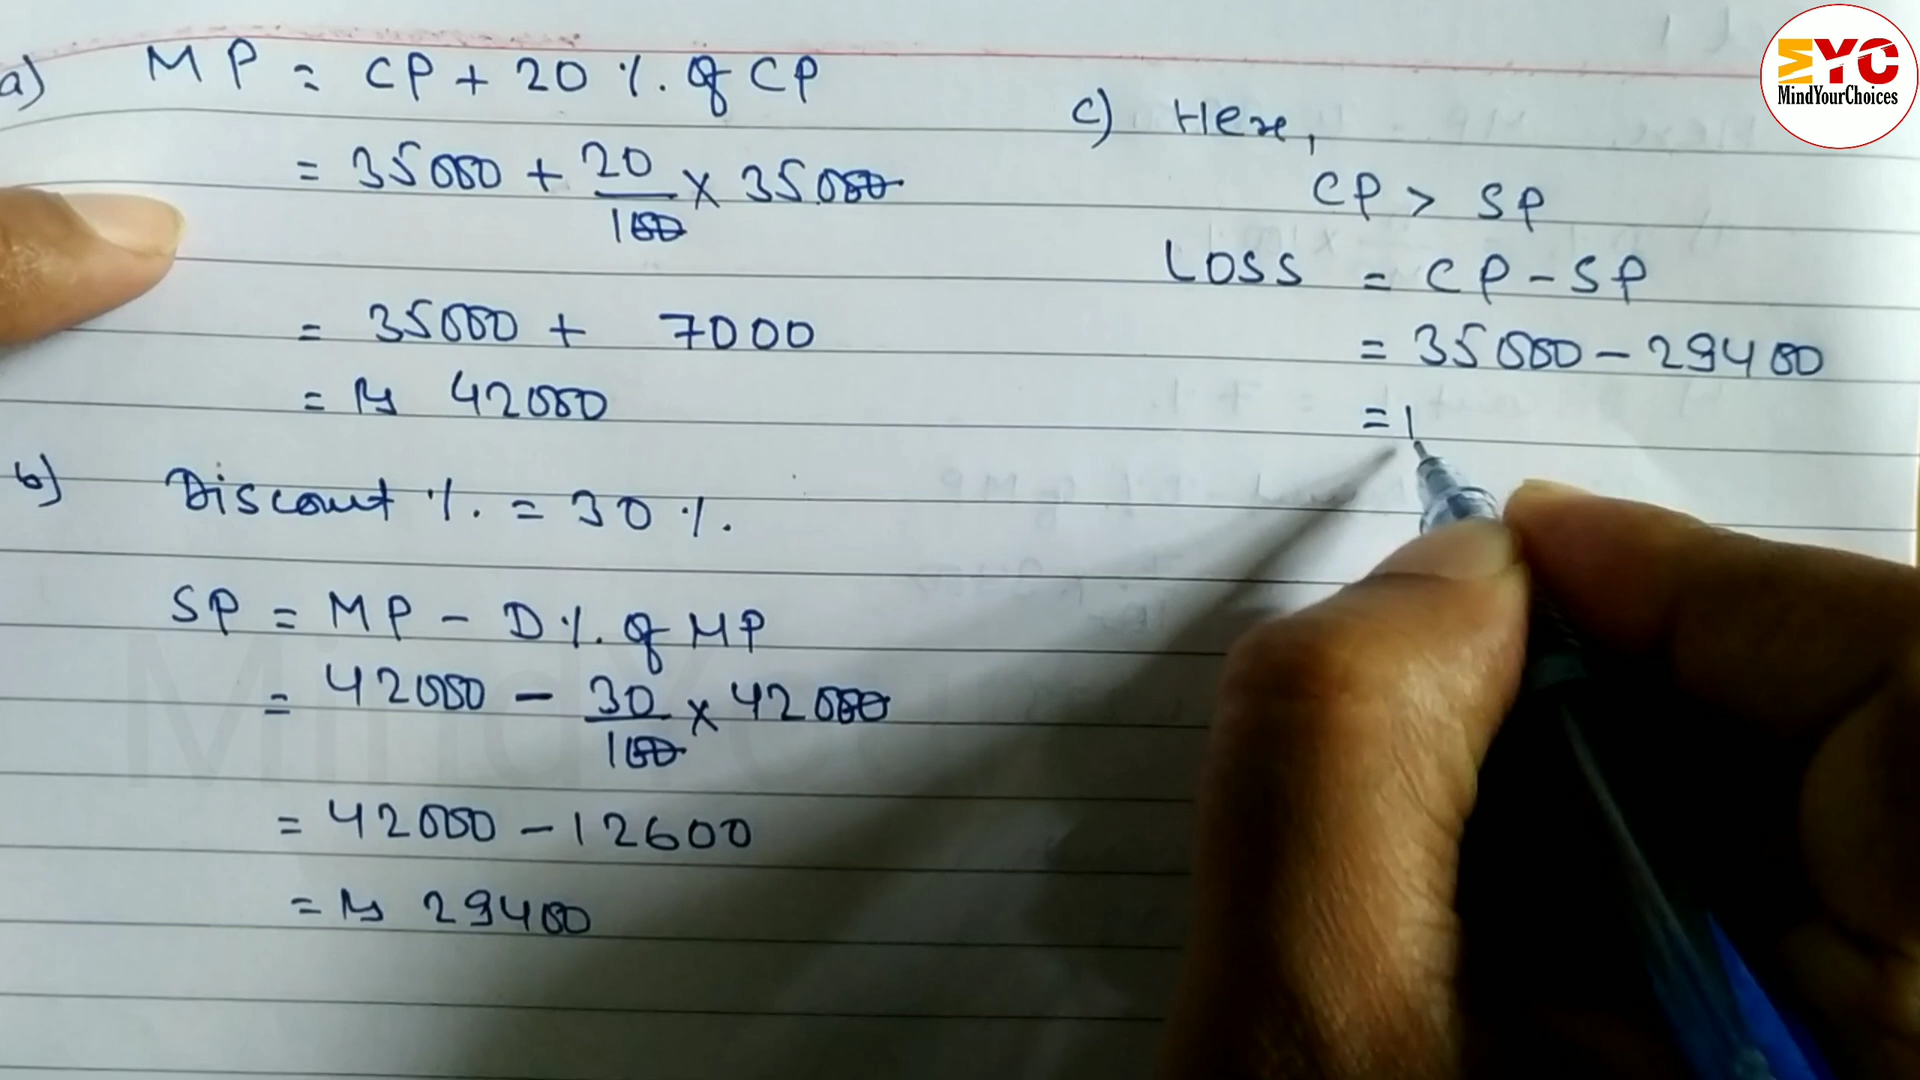 a) MP = CP + 20 %. of CP
= 35000 + 20/100 × 35000
= 35000 + 7000
= Rs 42000
b) Discount %. = 30 %.
SP = MP - D %. of MP
= 42000 - 30/100 × 42000
= 42000 - 12600
= Rs 29400
c) Here,
CP > SP
Loss = CP - SP
= 35000 - 29400
=
MYC
MindYourChoices